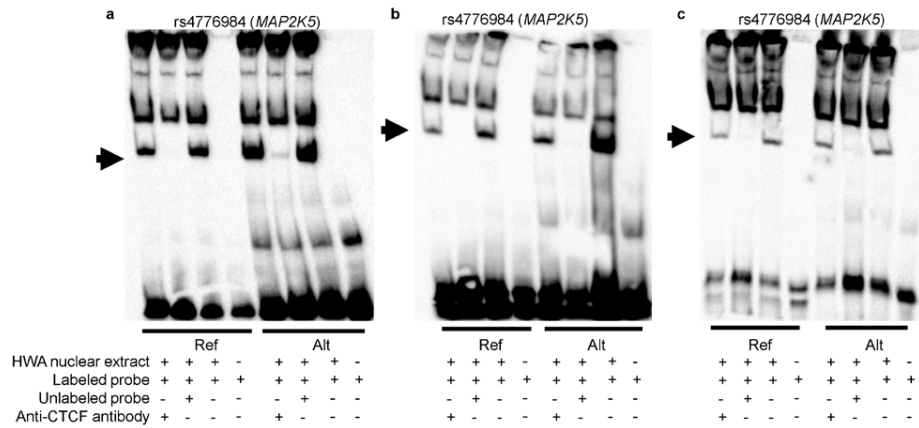 a b c
rs4776984 (MAP2K5) rs4776984 (MAP2K5) rs4776984 (MAP2K5)
Ref Alt Ref Alt Ref Alt
HWA nuclear extract + + + - + + + - + + + - + + + - + + + - + + + -
Labeled probe + + + + + + + + + + + + + + + + + + + + + + + +
Unlabeled probe - + - - - + - - - + - - - + - - - + - - - + - -
Anti-CTCF antibody + - - - + - - - + - - - + - - - + - - - + - - -